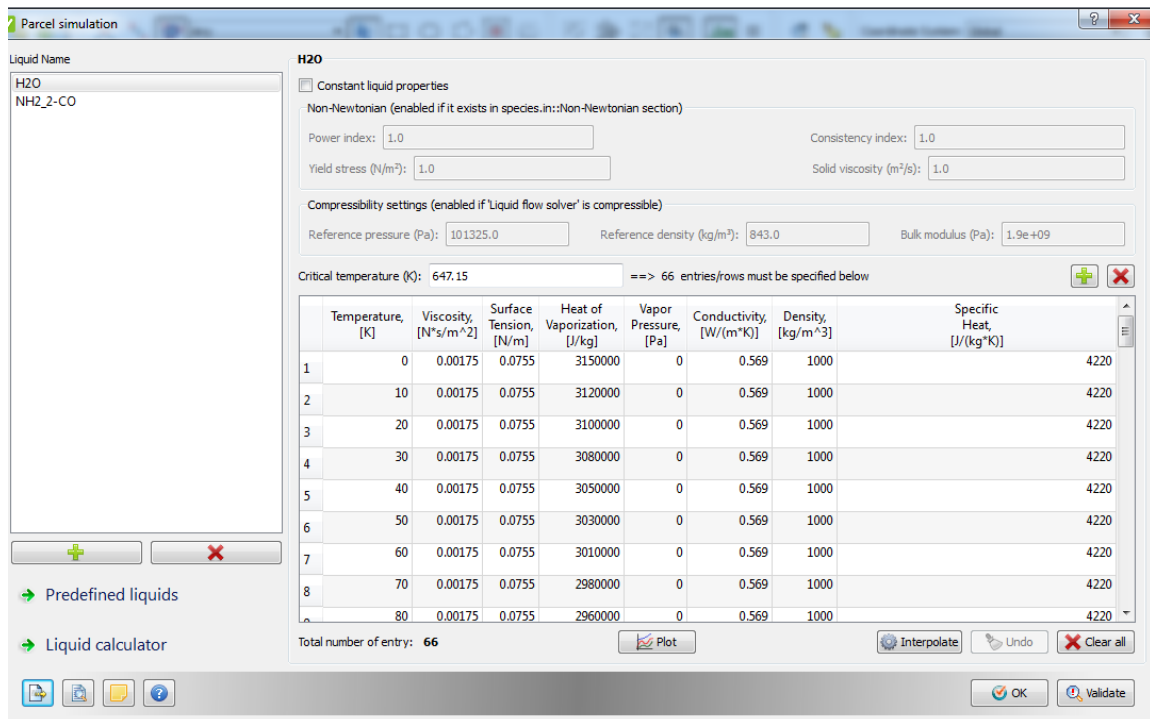 Parcel simulation
Liquid Name
H2O
NH2_2-CO
Predefined liquids
Liquid calculator
H2O
Constant liquid properties
Non-Newtonian (enabled if it exists in species.in::Non-Newtonian section)
Power index: 1.0 Consistency index: 1.0
Yield stress (N/m²): 1.0 Solid viscosity (m²/s): 1.0
Compressibility settings (enabled if 'Liquid flow solver' is compressible)
Reference pressure (Pa): 101325.0 Reference density (kg/m³): 843.0 Bulk modulus (Pa): 1.9e+09
Critical temperature (K): 647.15 ==> 66 entries/rows must be specified below
Temperature, [K] Viscosity, [N*s/m^2] Surface Tension, [N/m] Heat of Vaporization, [J/kg] Vapor Pressure, [Pa] Conductivity, [W/(m*K)] Density, [kg/m^3] Specific Heat, [J/(kg*K)]
1 0 0.00175 0.0755 3150000 0 0.569 1000 4220
2 10 0.00175 0.0755 3120000 0 0.569 1000 4220
3 20 0.00175 0.0755 3100000 0 0.569 1000 4220
4 30 0.00175 0.0755 3080000 0 0.569 1000 4220
5 40 0.00175 0.0755 3050000 0 0.569 1000 4220
6 50 0.00175 0.0755 3030000 0 0.569 1000 4220
7 60 0.00175 0.0755 3010000 0 0.569 1000 4220
8 70 0.00175 0.0755 2980000 0 0.569 1000 4220
80 0.00175 0.0755 2960000 0 0.569 1000 4220
Total number of entry: 66 Plot Interpolate Undo Clear all
OK Validate